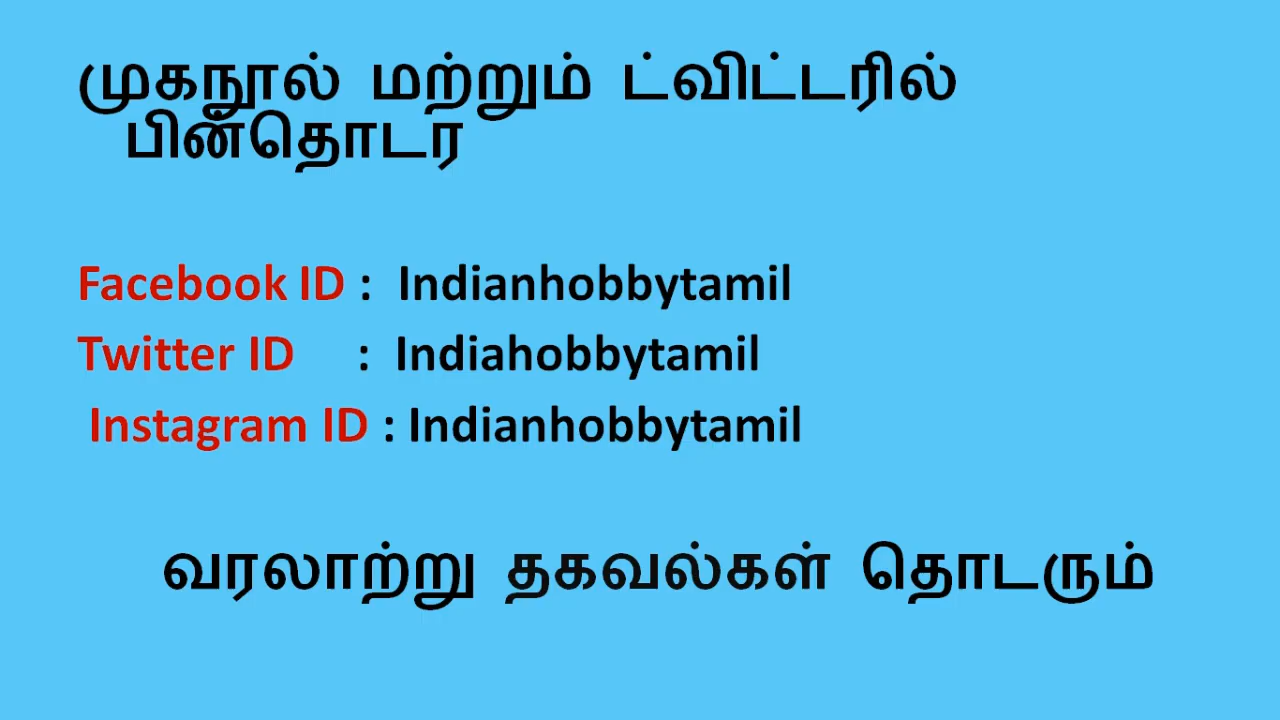 முகநூல் மற்றும் ட்விட்டரில்
பின்தொடர
Facebook ID : Indianhobbytamil
Twitter ID : Indiahobbytamil
Instagram ID : Indianhobbytamil
வரலாற்று தகவல்கள் தொடரும்